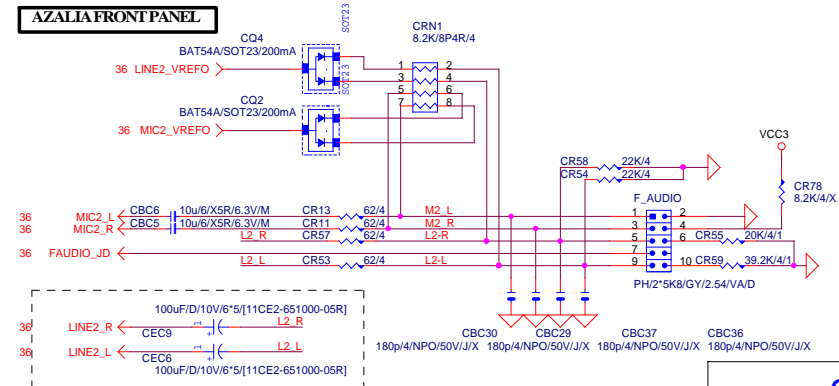 AZALIA FRONT PANEL
SOT23
CQ4
BAT54A/SOT23/200mA
CRN1
8.2K/8P4R/4
36 LINE2_VREFO
SOT23
1 2
3 4
5 6
7 8
CQ2
BAT54A/SOT23/200mA
36 MIC2_VREFO
VCC3
CR58 22K/4
CR54 22K/4
CR78
8.2K/4/X
F_AUDIO
36 MIC2_L CBC6 10u/6/X5R/6.3V/M CR13 62/4 M2_L 1 2
36 MIC2_R CBC5 10u/6/X5R/6.3V/M CR11 62/4 M2_R 3 4
L2_R CR57 62/4 L2-R 5 6 CR55 20K/4/1
36 FAUDIO_JD 7
L2_L CR53 62/4 L2-L 9 10 CR59 39.2K/4/1
PH/2*5K8/GY/2.54/VA/D
100uF/D/10V/6*5/[11CE2-651000-05R]
36 LINE2_R 1 L2_R
CEC9
36 LINE2_L 1 L2_L
CEC6
100uF/D/10V/6*5/[11CE2-651000-05R]
CBC30 CBC29 CBC37 CBC36
180p/4/NPO/50V/J/X 180p/4/NPO/50V/J/X 180p/4/NPO/50V/J/X 180p/4/NPO/50V/J/X